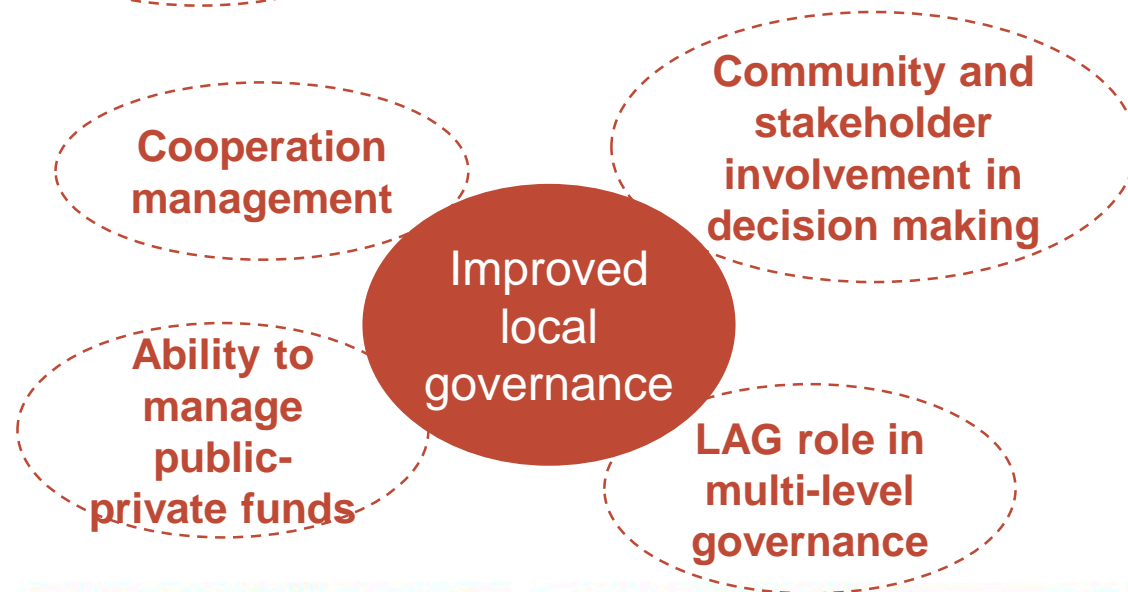 Community and
stakeholder
involvement in
decision making
Cooperation
management
Improved
local
governance
Ability to
manage
public-
private funds
LAG role in
multi-level
governance